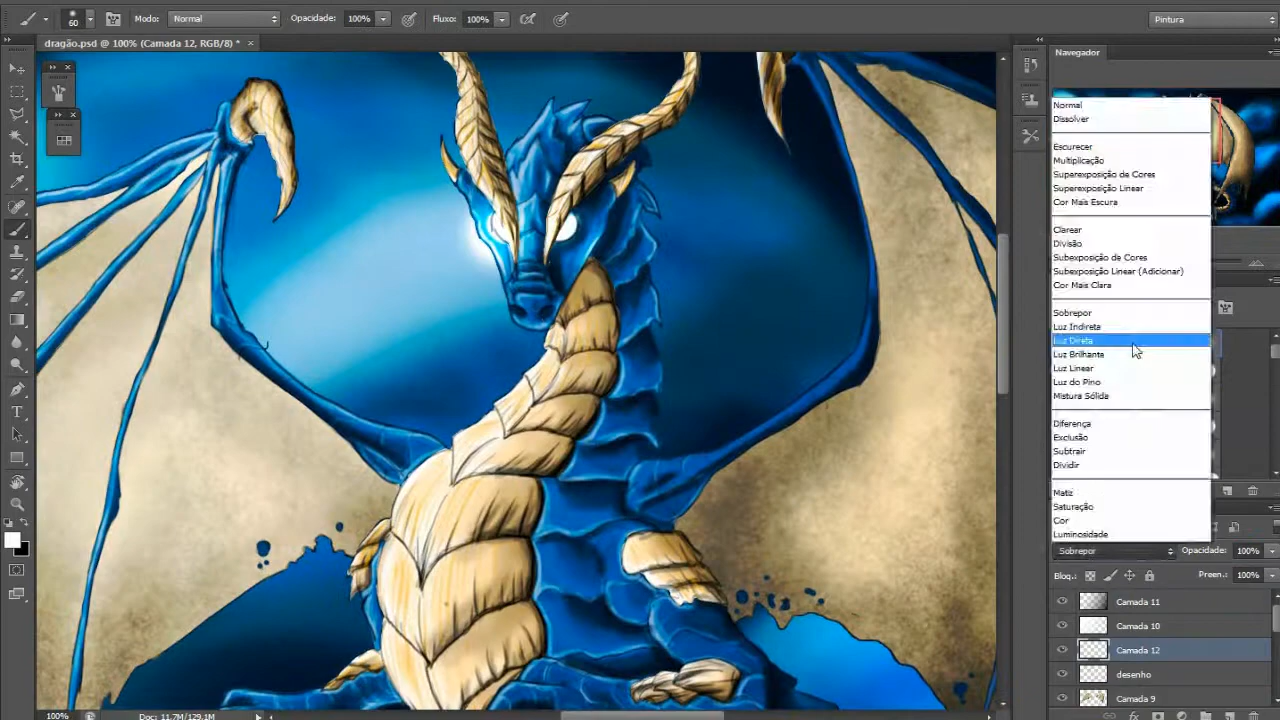 60
Modo:
Normal
Opacidade:
100%
Fluxo:
100%
Pintura
dragão.psd @ 100% (Camada 12, RGB/8) *
Navegador
Normal
Dissolver
Escurecer
Multiplicação
Superexposição de Cores
Superexposição Linear
Cor Mais Escura
Clarear
Divisão
Subexposição de Cores
Subexposição Linear (Adicionar)
Cor Mais Clara
Sobrepor
Luz Indireta
Luz Direta
Luz Brilhante
Luz Linear
Luz do Pino
Mistura Sólida
Diferença
Exclusão
Subtrair
Dividir
Matiz
Saturação
Cor
Luminosidade
Sobrepor
Opacidade:
100%
Bloq.:
Preen.:
100%
Camada 11
Camada 10
Camada 12
desenho
Camada 9
100%
Doc: 11.7M/129.1M